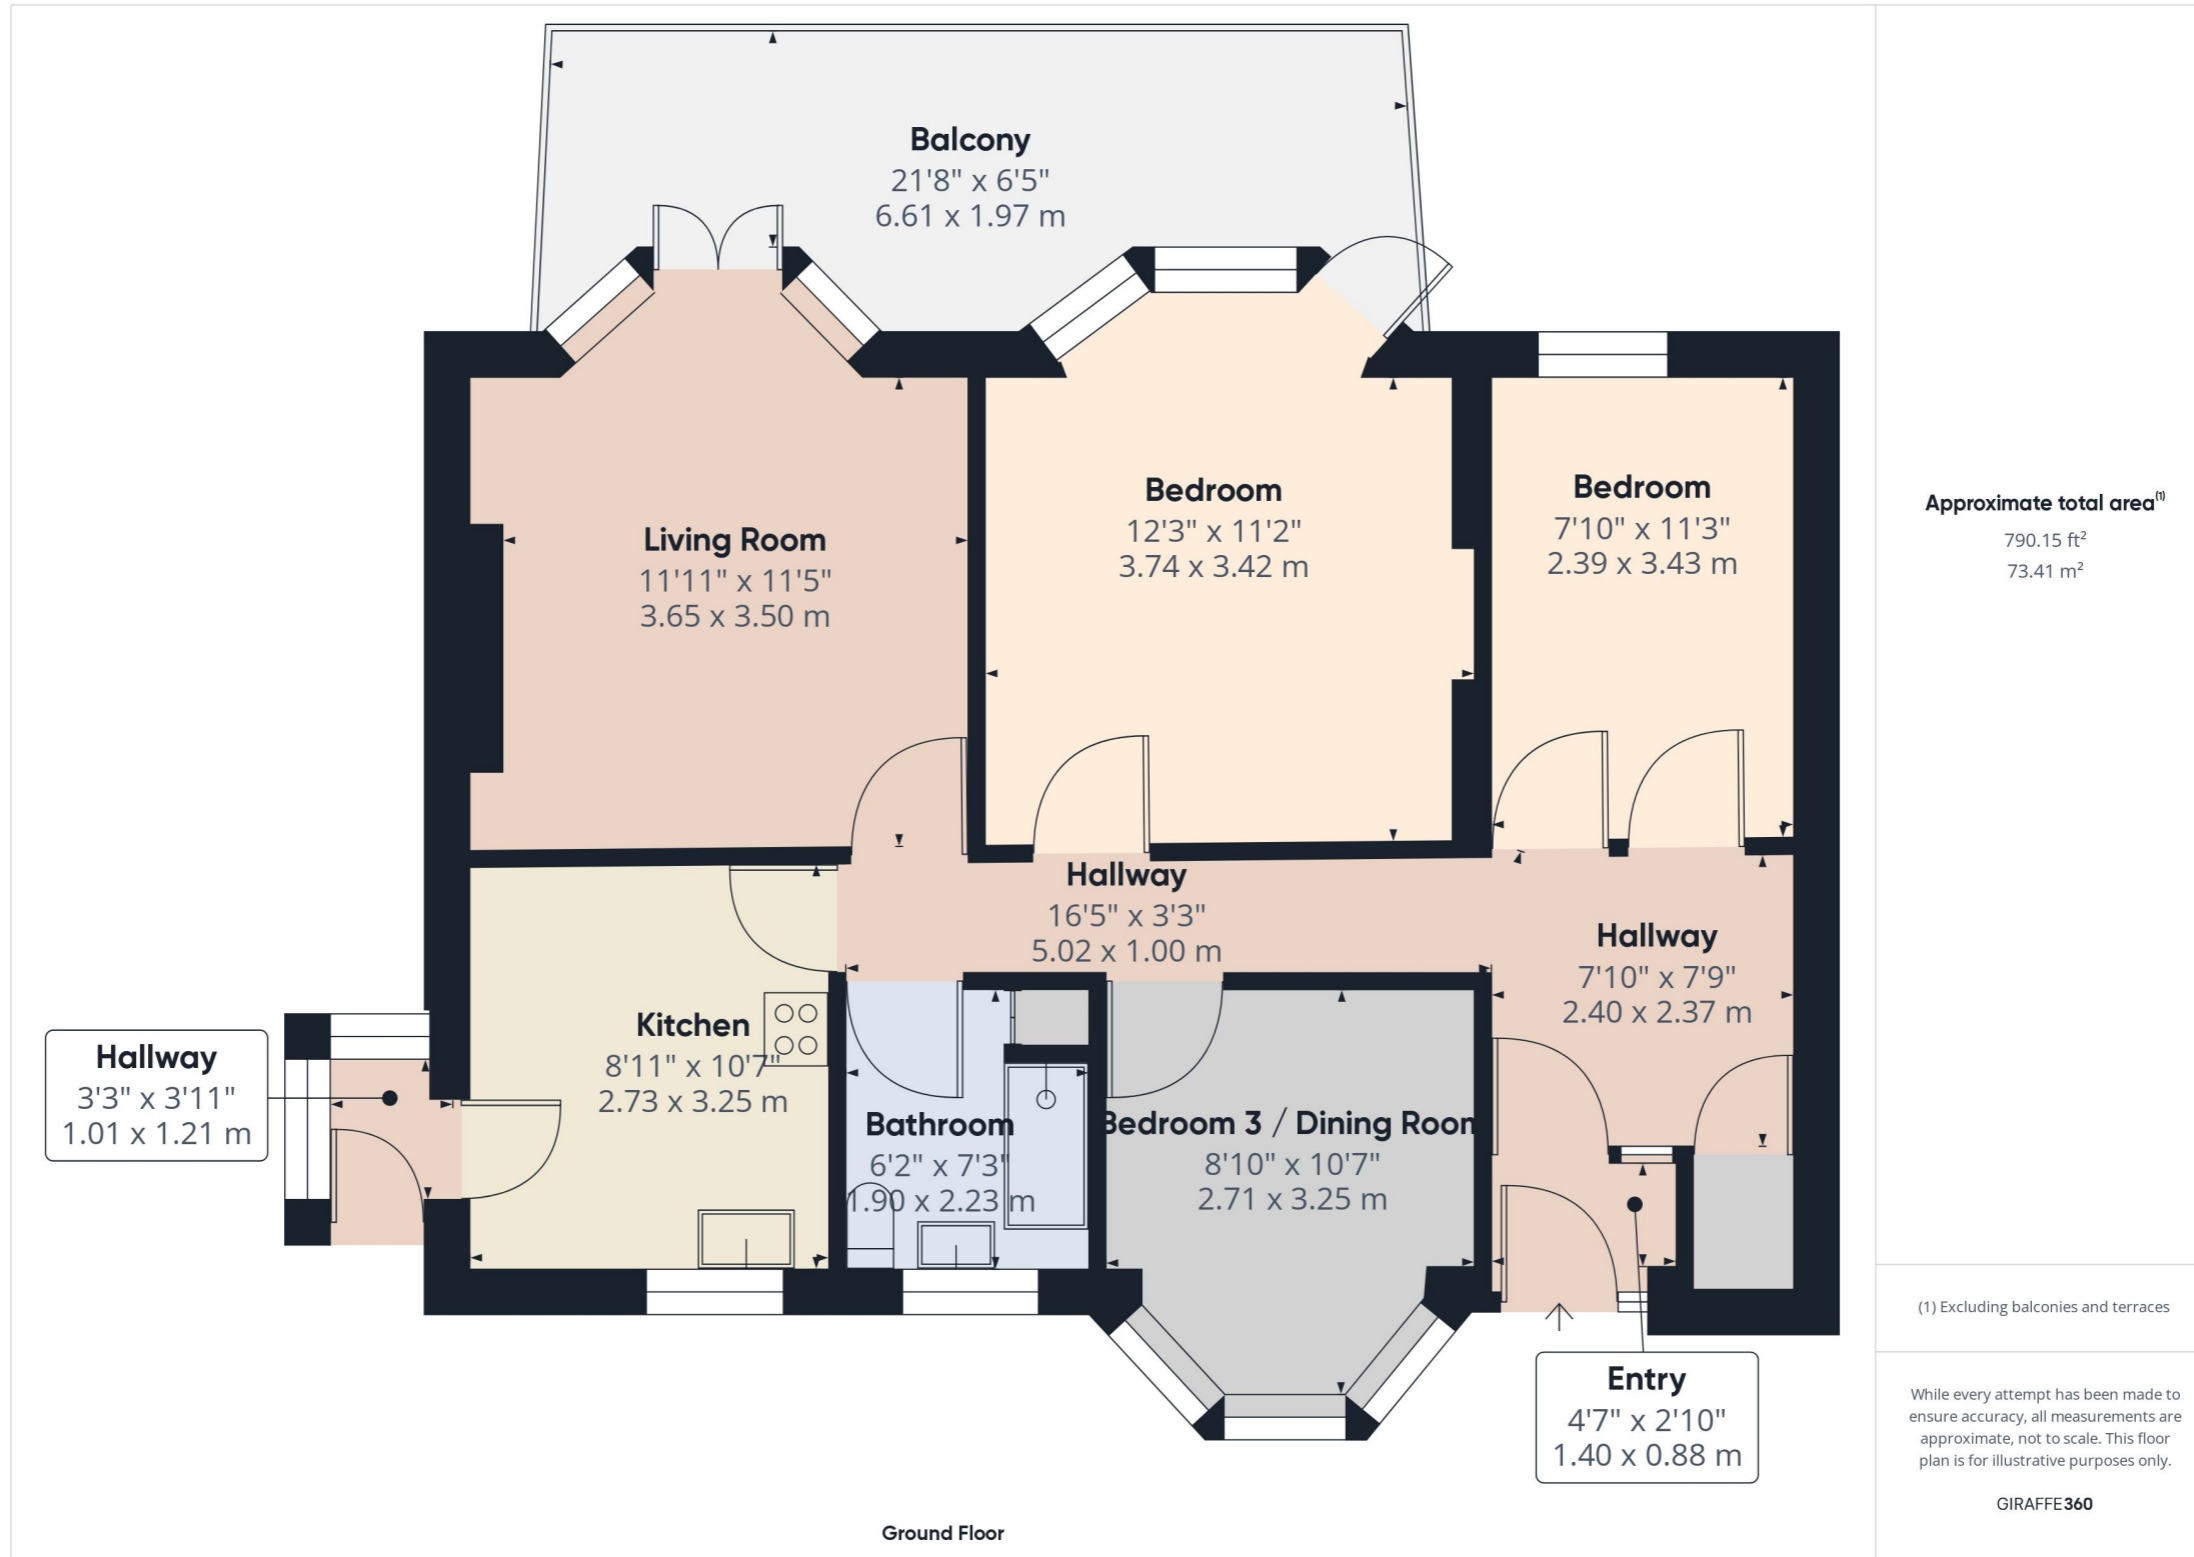 Balcony
21'8" x 6'5"
6.61 x 1.97 m
Living Room
11'11" x 11'5"
3.65 x 3.50 m
Bedroom
12'3" x 11'2"
3.74 x 3.42 m
Bedroom
7'10" x 11'3"
2.39 x 3.43 m
Hallway
16'5" x 3'3"
5.02 x 1.00 m
Hallway
7'10" x 7'9"
2.40 x 2.37 m
Hallway
3'3" x 3'11"
1.01 x 1.21 m
Kitchen
8'11" x 10'7"
2.73 x 3.25 m
Bathroom
6'2" x 7'3"
1.90 x 2.23 m
Bedroom 3 / Dining Room
8'10" x 10'7"
2.71 x 3.25 m
Entry
4'7" x 2'10"
1.40 x 0.88 m
Ground Floor
Approximate total area⁽¹⁾
790.15 ft²
73.41 m²
(1) Excluding balconies and terraces
While every attempt has been made to
ensure accuracy, all measurements are
approximate, not to scale. This floor
plan is for illustrative purposes only.
GIRAFFE360